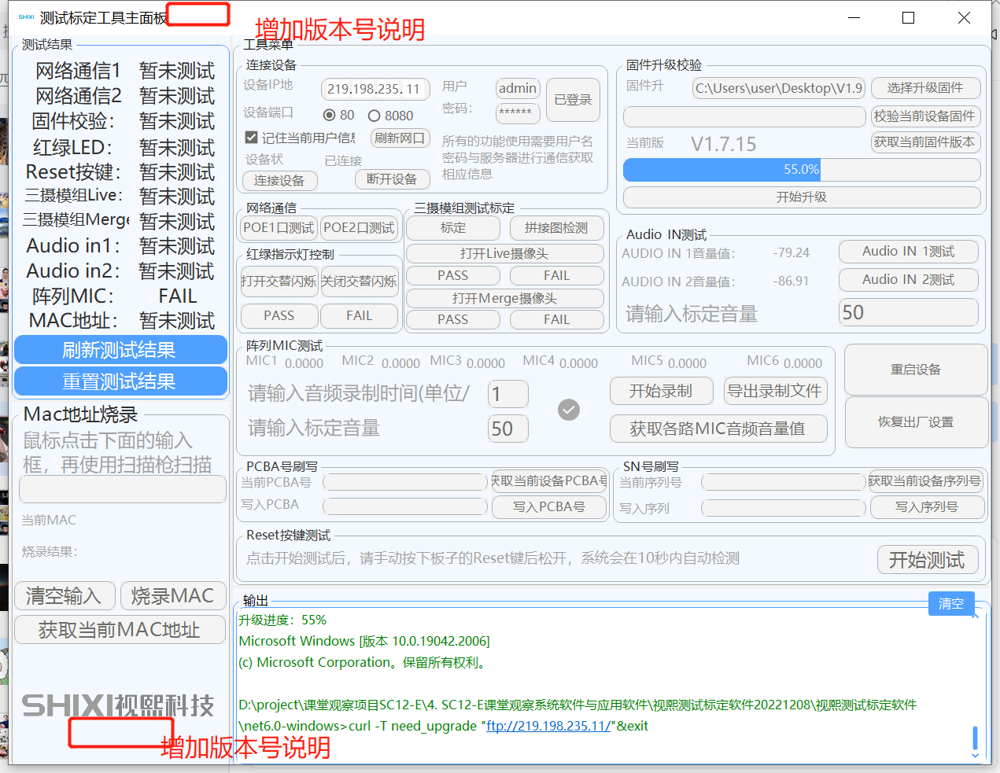 SHIXI 测试标定工具主面板
增加版本号说明
测试结果
网络通信1 暂未测试
网络通信2 暂未测试
固件校验： 暂未测试
红绿LED： 暂未测试
Reset按键： 暂未测试
三摄模组Live： 暂未测试
三摄模组Merge 暂未测试
Audio in1： 暂未测试
Audio in2： 暂未测试
阵列MIC： FAIL
MAC地址： 暂未测试
刷新测试结果
重置测试结果
Mac地址烧录
鼠标点击下面的输入
框，再使用扫描枪扫描
当前MAC
烧录结果：
清空输入 烧录MAC
获取当前MAC地址
SHIXI视熙科技
增加版本号说明
工具菜单
连接设备
设备IP地 219.198.235.11 用户 admin 已登录
设备端口 80 8080 密码： ******
记住当前用户信息 刷新网口
所有的功能使用需要用户名
密码与服务器进行通信获取
相应信息
设备状 已连接
连接设备 断开设备
固件升级校验
固件升 C:\Users\user\Desktop\V1.9 选择升级固件
校验当前设备固件
当前版 V1.7.15 获取当前固件版本
55.0%
开始升级
网络通信
POE1口测试 POE2口测试
红绿指示灯控制
打开交替闪烁 关闭交替闪烁
PASS FAIL
三摄模组测试标定
标定 拼接图检测
打开Live摄像头
PASS FAIL
打开Merge摄像头
PASS FAIL
Audio IN测试
AUDIO IN 1音量值： -79.24 Audio IN 1测试
AUDIO IN 2音量值： -86.91 Audio IN 2测试
请输入标定音量 50
阵列MIC测试
MIC1 0.0000 MIC2 0.0000 MIC3 0.0000 MIC4 0.0000 MIC5 0.0000 MIC6 0.0000
请输入音频录制时间(单位/ 1 开始录制 导出录制文件
请输入标定音量 50 获取各路MIC音频音量值
重启设备
恢复出厂设置
PCBA号刷写
当前PCBA号 获取当前设备PCBA号
写入PCBA 写入PCBA号
SN号刷写
当前序列号 获取当前设备序列号
写入序列 写入序列号
Reset按键测试
点击开始测试后，请手动按下板子的Reset键后松开，系统会在10秒内自动检测 开始测试
输出 清空
升级进度：55%
Microsoft Windows [版本 10.0.19042.2006]
(c) Microsoft Corporation。保留所有权利。
D:\project\课堂观察项目SC12-E\4. SC12-E课堂观察系统软件与应用软件\视熙测试标定软件20221208\视熙测试标定软件
\net6.0-windows>curl -T need_upgrade "ftp://219.198.235.11/"&exit